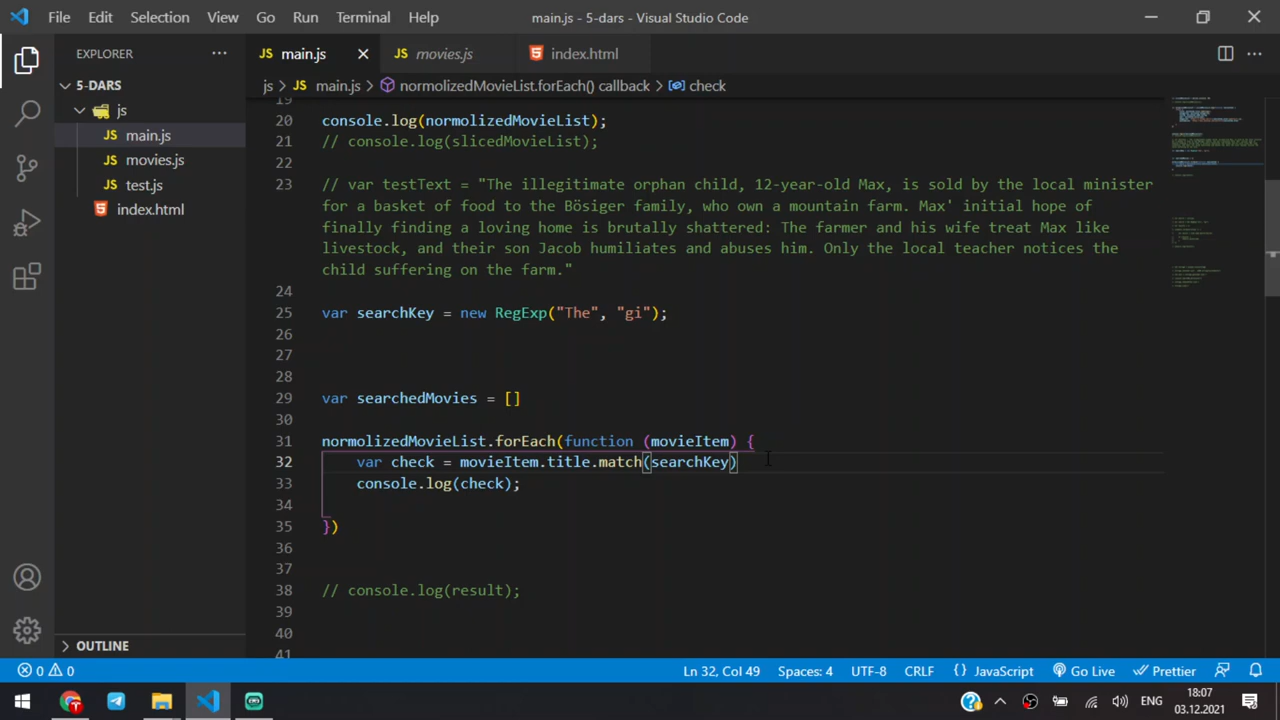 File Edit Selection View Go Run Terminal Help main.js - 5-dars - Visual Studio Code
EXPLORER ···
JS main.js
JS movies.js
index.html
5-DARS
js
JS main.js
JS movies.js
JS test.js
index.html
OUTLINE
js > JS main.js > normolizedMovieList.forEach() callback > check
19
20 console.log(normolizedMovieList);
21 // console.log(slicedMovieList);
22
23 // var testText = "The illegitimate orphan child, 12-year-old Max, is sold by the local minister
for a basket of food to the Bösiger family, who own a mountain farm. Max' initial hope of
finally finding a loving home is brutally shattered: The farmer and his wife treat Max like
livestock, and their son Jacob humiliates and abuses him. Only the local teacher notices the
child suffering on the farm."
24
25 var searchKey = new RegExp("The", "gi");
26
27
28
29 var searchedMovies = []
30
31 normolizedMovieList.forEach(function (movieItem) {
32 var check = movieItem.title.match(searchKey)
33 console.log(check);
34
35 })
36
37
38 // console.log(result);
39
40
41
0 0 Ln 32, Col 49 Spaces: 4 UTF-8 CRLF {} JavaScript Go Live Prettier
ENG 18:07
03.12.2021